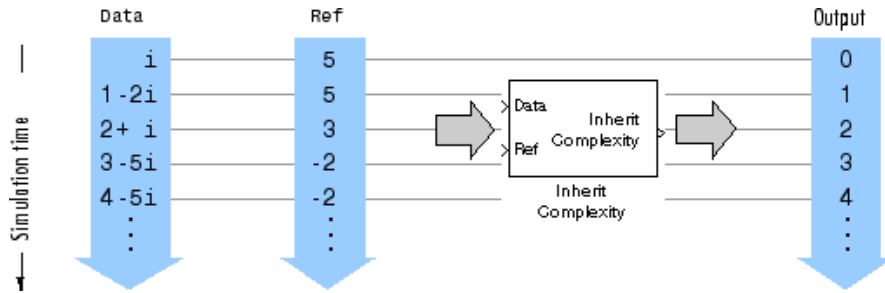 Data Ref Output
i 5 0
1-2i 5 1
2+ i 3 2
3-5i -2 3
4-5i -2 4
Simulation time
Data
Ref
Inherit
Complexity
Inherit
Complexity